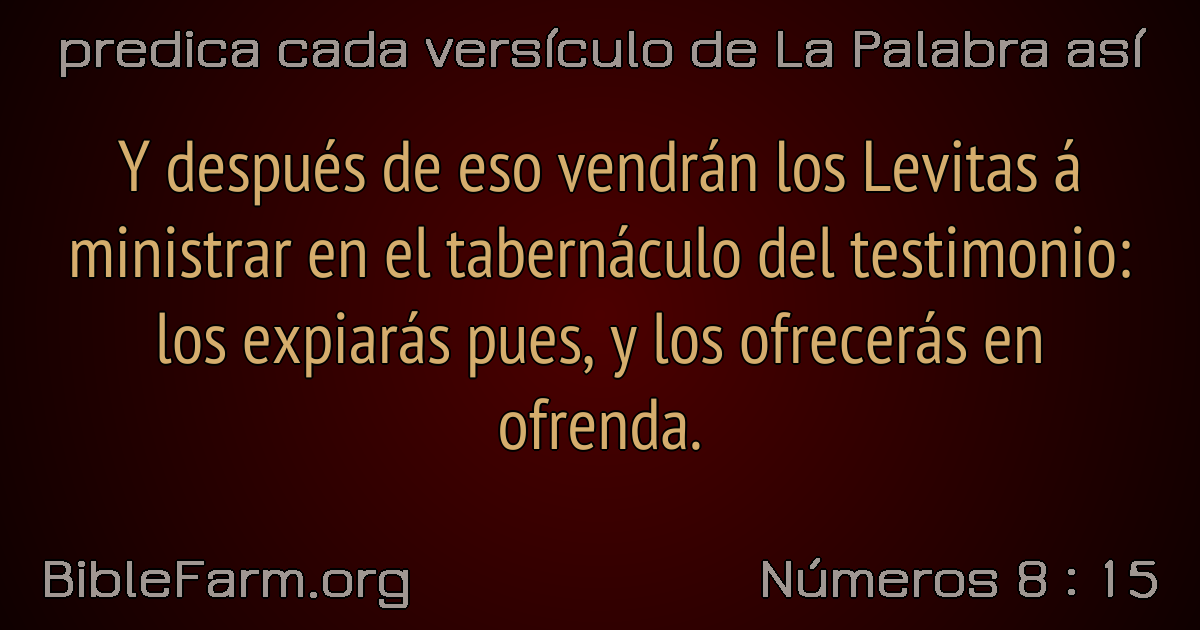 predica cada versículo de La Palabra así
Y después de eso vendrán los Levitas á
ministrar en el tabernáculo del testimonio:
los expiarás pues, y los ofrecerás en
ofrenda.
BibleFarm.org
Números 8 : 15